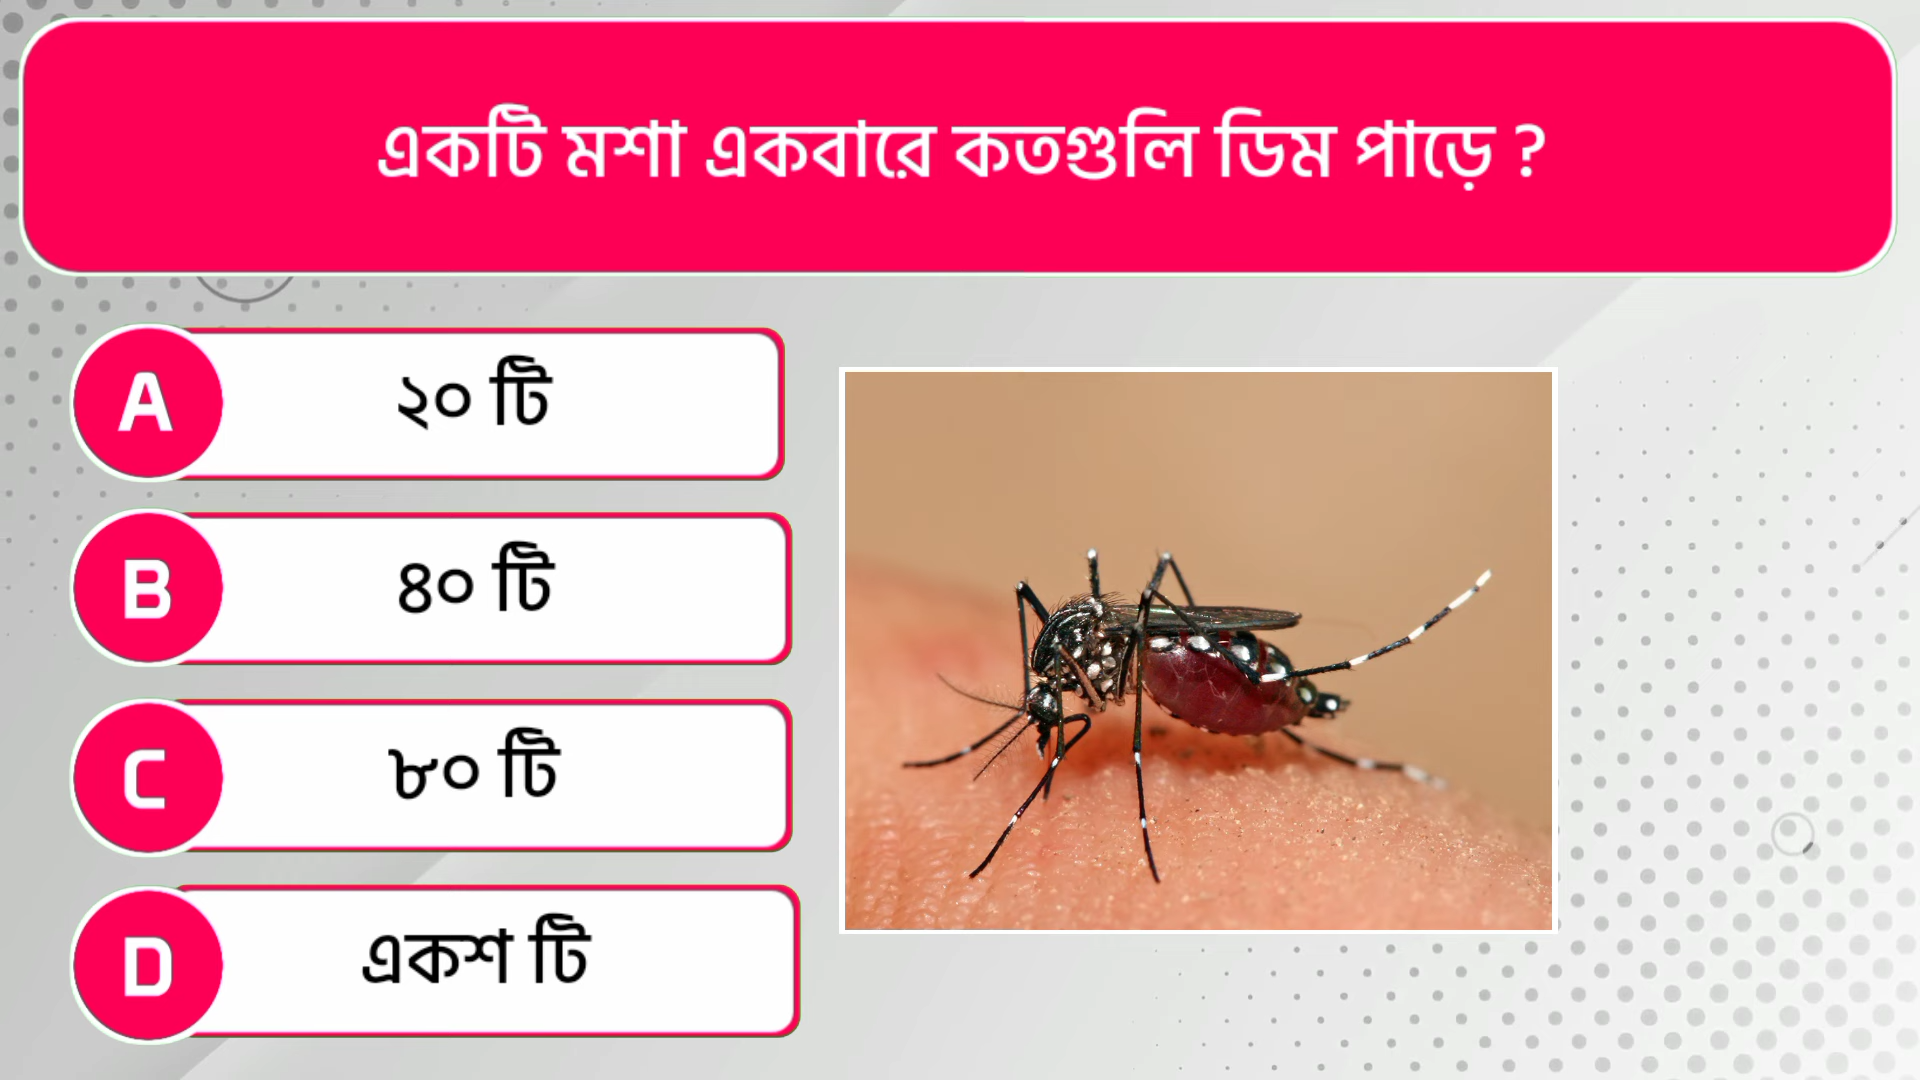 একটি মশা একবারে কতগুলি ডিম পাড়ে ?
A ২০ টি
B ৪০ টি
C ৮০ টি
D একশ টি